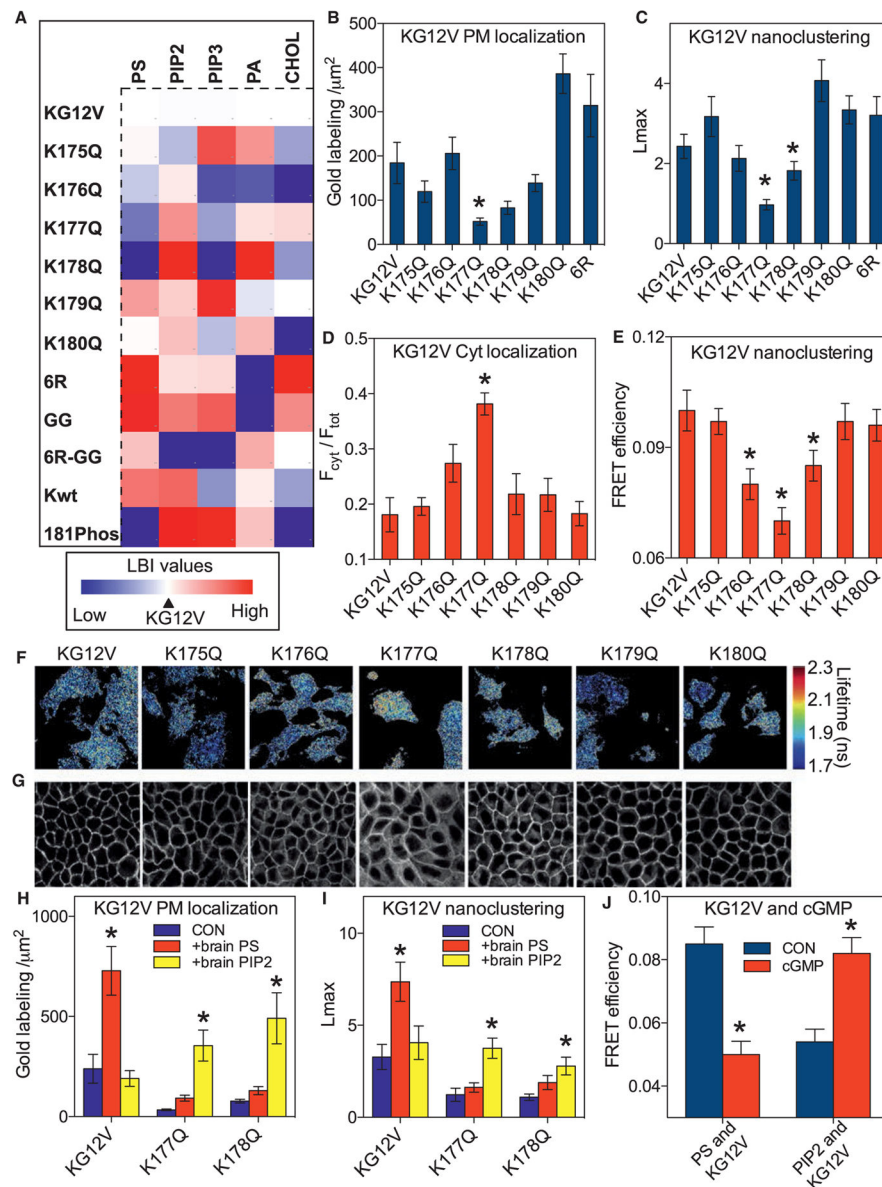 A
PS
PIP2
PIP3
PA
CHOL
KG12V
K175Q
K176Q
K177Q
K178Q
K179Q
K180Q
6R
GG
6R-GG
Kwt
181Phos
LBI values
Low
High
KG12V
B
KG12V PM localization
Gold labeling /μm²
500
400
300
200
100
0
*
KG12V
K175Q
K176Q
K177Q
K178Q
K179Q
K180Q
6R
C
KG12V nanoclustering
Lmax
4
2
0
*
*
KG12V
K175Q
K176Q
K177Q
K178Q
K179Q
K180Q
6R
D
KG12V Cyt localization
Fcyt / Ftot
0.5
0.4
0.3
0.2
0.1
*
KG12V
K175Q
K176Q
K177Q
K178Q
K179Q
K180Q
E
KG12V nanoclustering
FRET efficiency
0.12
0.09
0.06
*
*
*
KG12V
K175Q
K176Q
K177Q
K178Q
K179Q
K180Q
F
KG12V K175Q K176Q K177Q K178Q K179Q K180Q
2.3
2.1
1.9
1.7
Lifetime (ns)
G
H
KG12V PM localization
Gold labeling /μm²
1000
500
0
CON
+brain PS
+brain PIP2
*
*
*
KG12V
K177Q
K178Q
I
KG12V nanoclustering
Lmax
10
5
0
CON
+brain PS
+brain PIP2
*
*
*
KG12V
K177Q
K178Q
J
KG12V and cGMP
FRET efficiency
0.10
0.08
0.06
0.04
CON
cGMP
*
*
PS and
KG12V
PIP2 and
KG12V